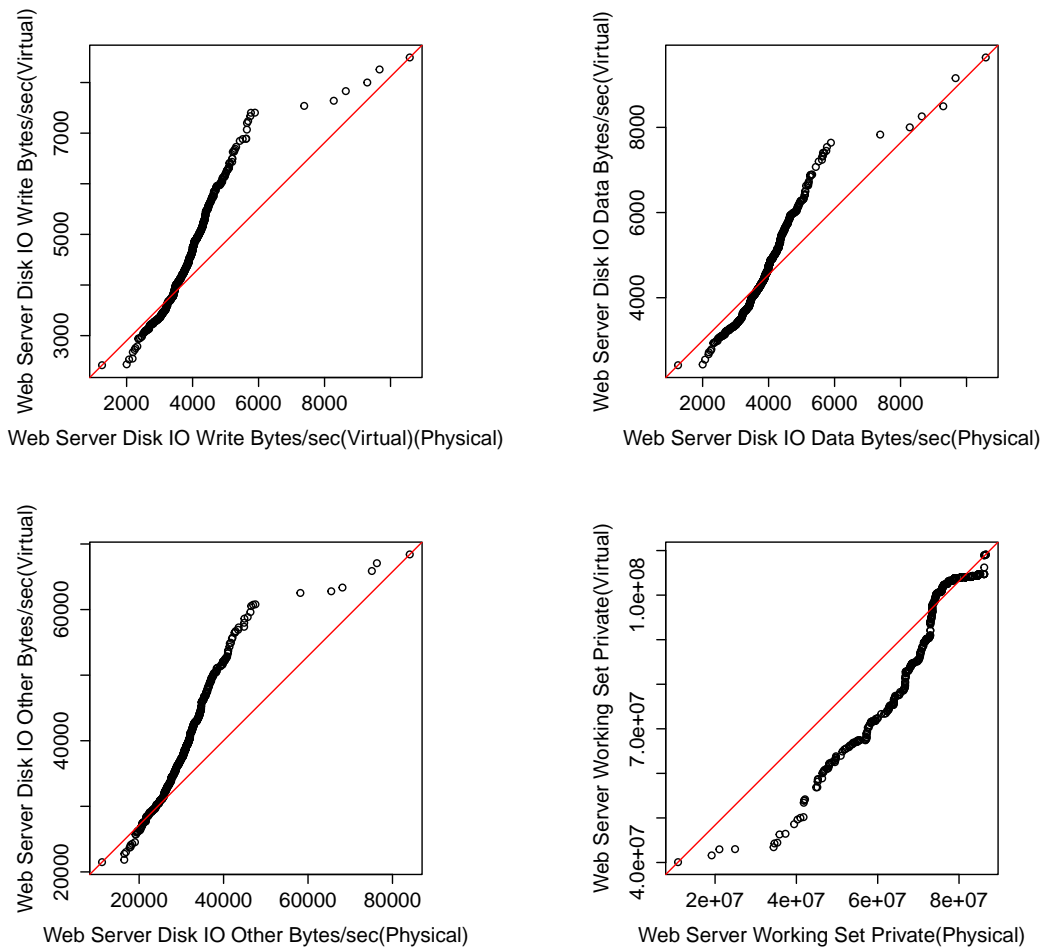 Web Server Disk IO Write Bytes/sec(Virtual)
3000
5000
7000
2000
4000
6000
8000
Web Server Disk IO Write Bytes/sec(Virtual)(Physical)
Web Server Disk IO Data Bytes/sec(Virtual)
4000
6000
8000
2000
4000
6000
8000
Web Server Disk IO Data Bytes/sec(Physical)
Web Server Disk IO Other Bytes/sec(Virtual)
20000
40000
60000
20000
40000
60000
80000
Web Server Disk IO Other Bytes/sec(Physical)
Web Server Working Set Private(Virtual)
4.0e+07
7.0e+07
1.0e+08
2e+07
4e+07
6e+07
8e+07
Web Server Working Set Private(Physical)